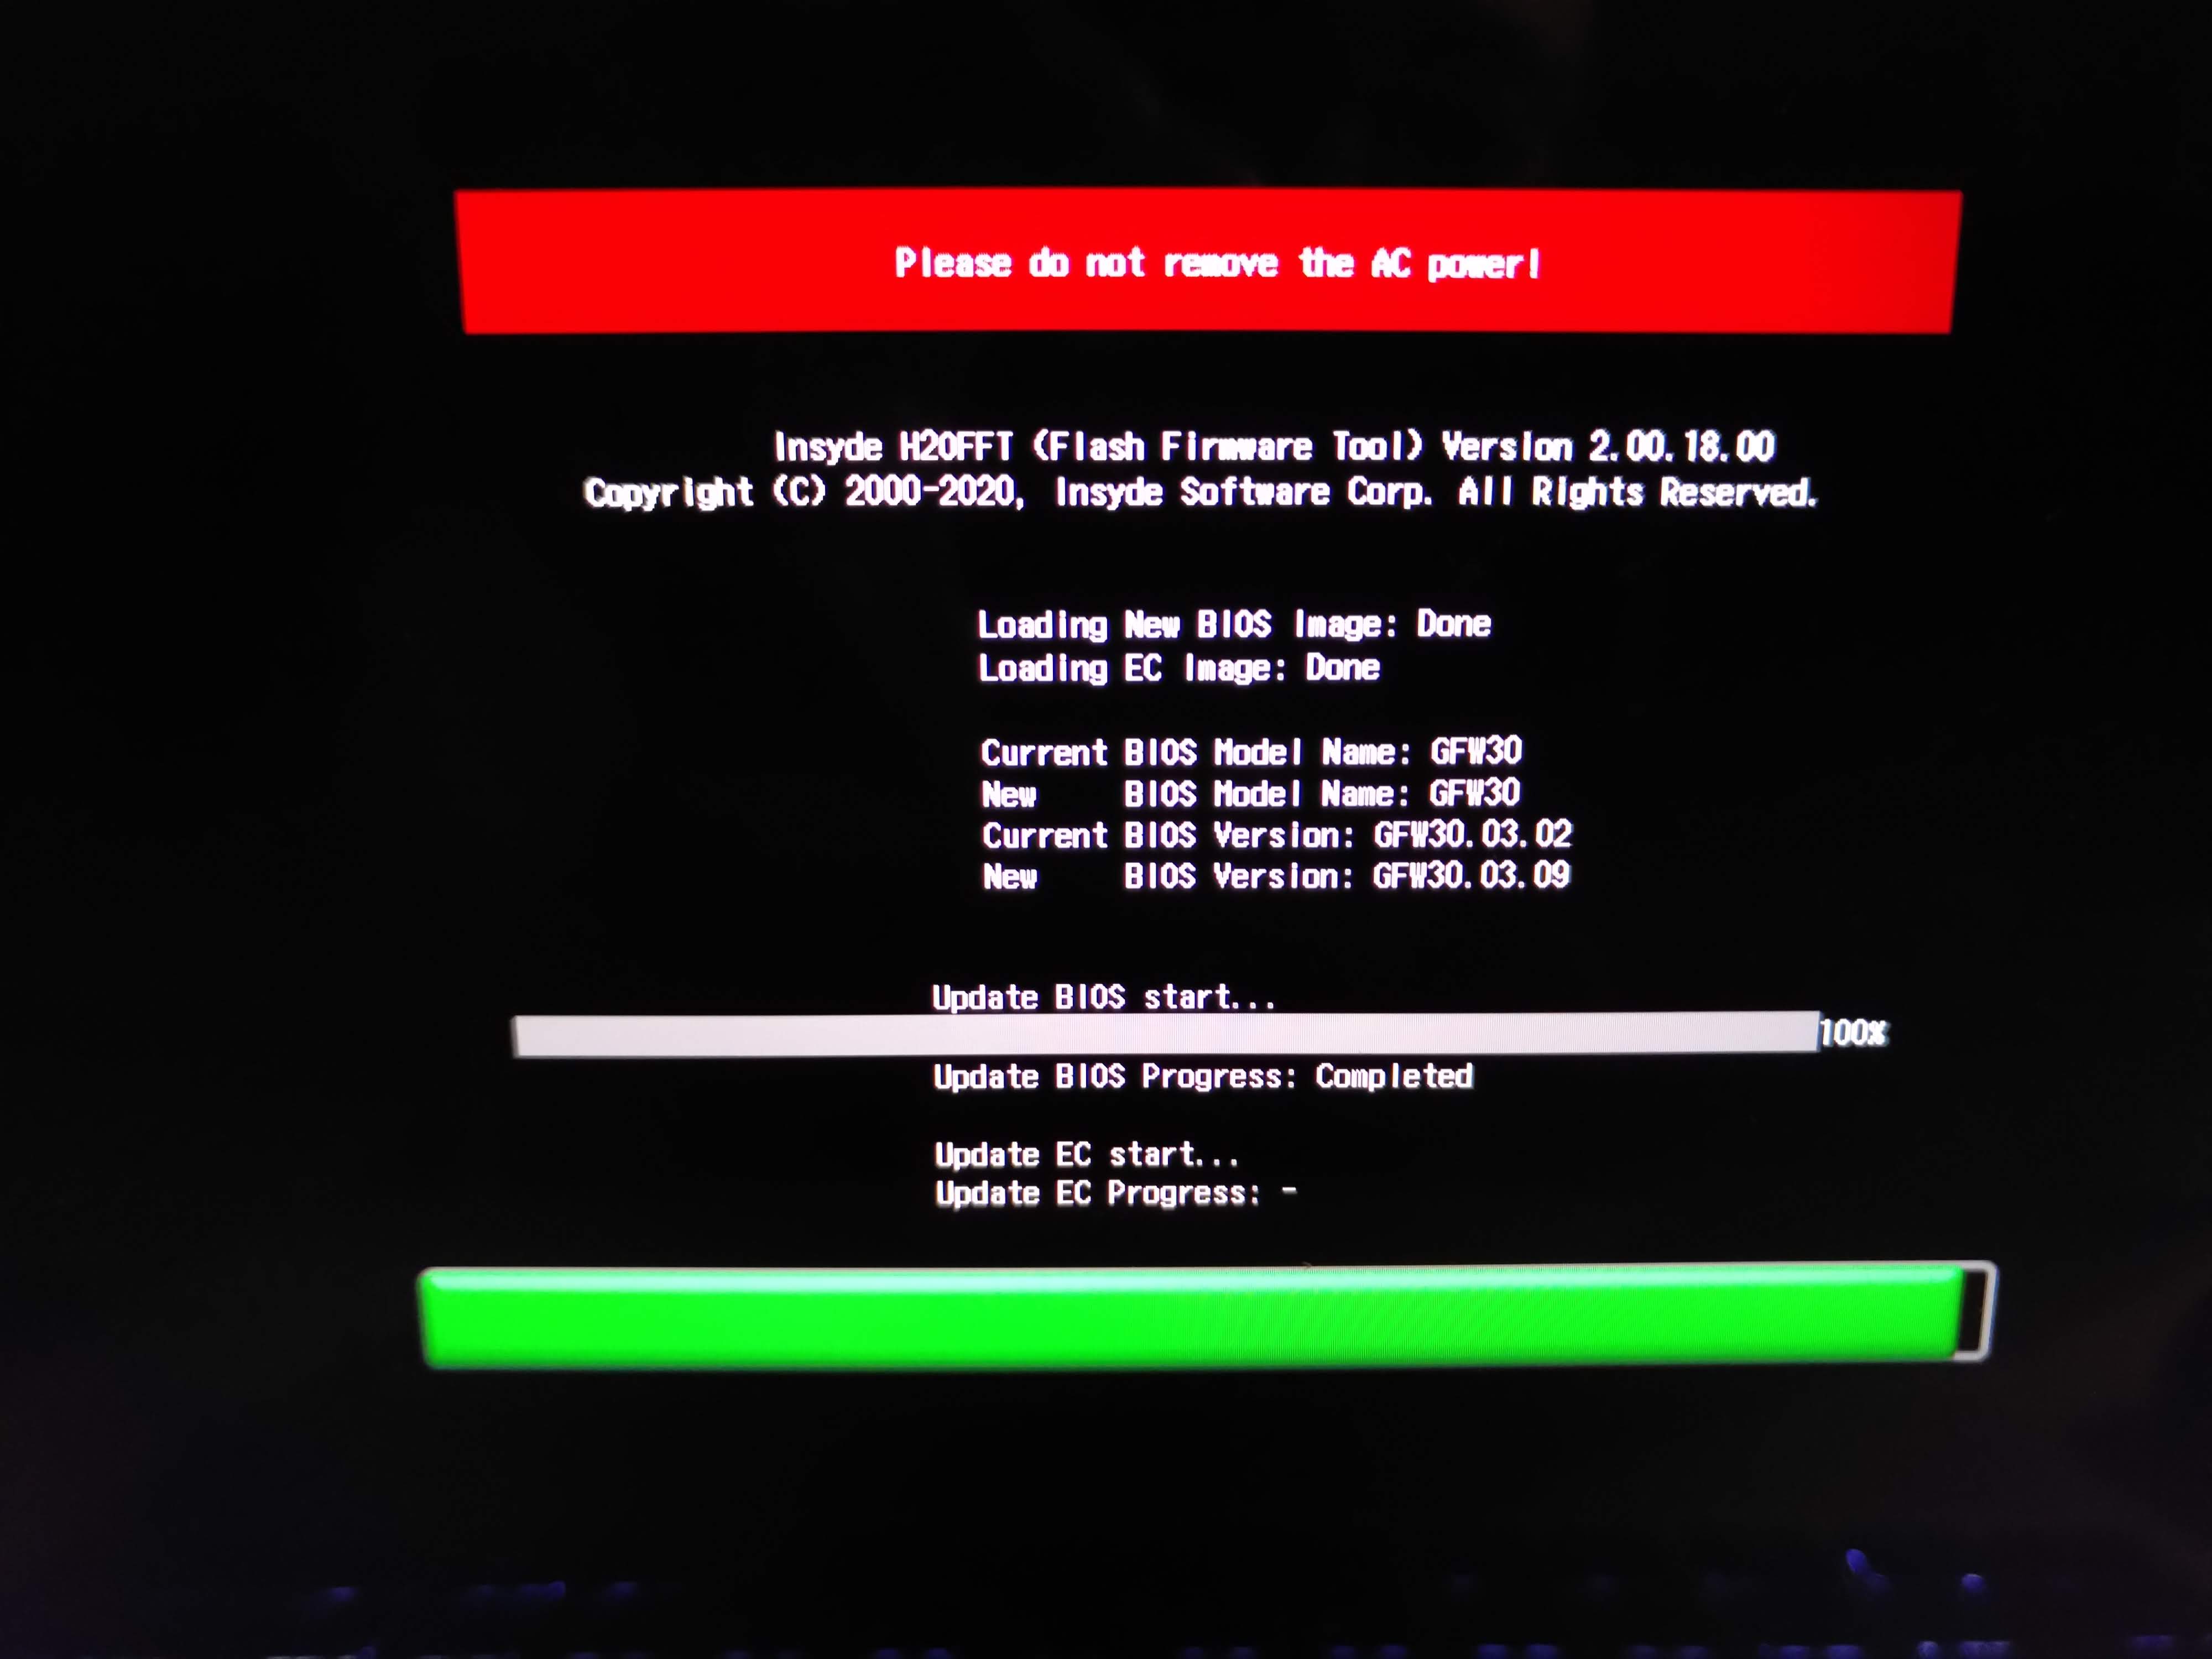 Please do not remove the AC power!
Insyde H2OFFT (Flash Firmware Tool) Version 2.00.18.00
Copyright (C) 2000-2020, Insyde Software Corp. All Rights Reserved.
Loading New BIOS Image: Done
Loading EC Image: Done
Current BIOS Model Name: GFW30
New BIOS Model Name: GFW30
Current BIOS Version: GFW30.03.02
New BIOS Version: GFW30.03.09
Update BIOS start...
100%
Update BIOS Progress: Completed
Update EC start...
Update EC Progress: -